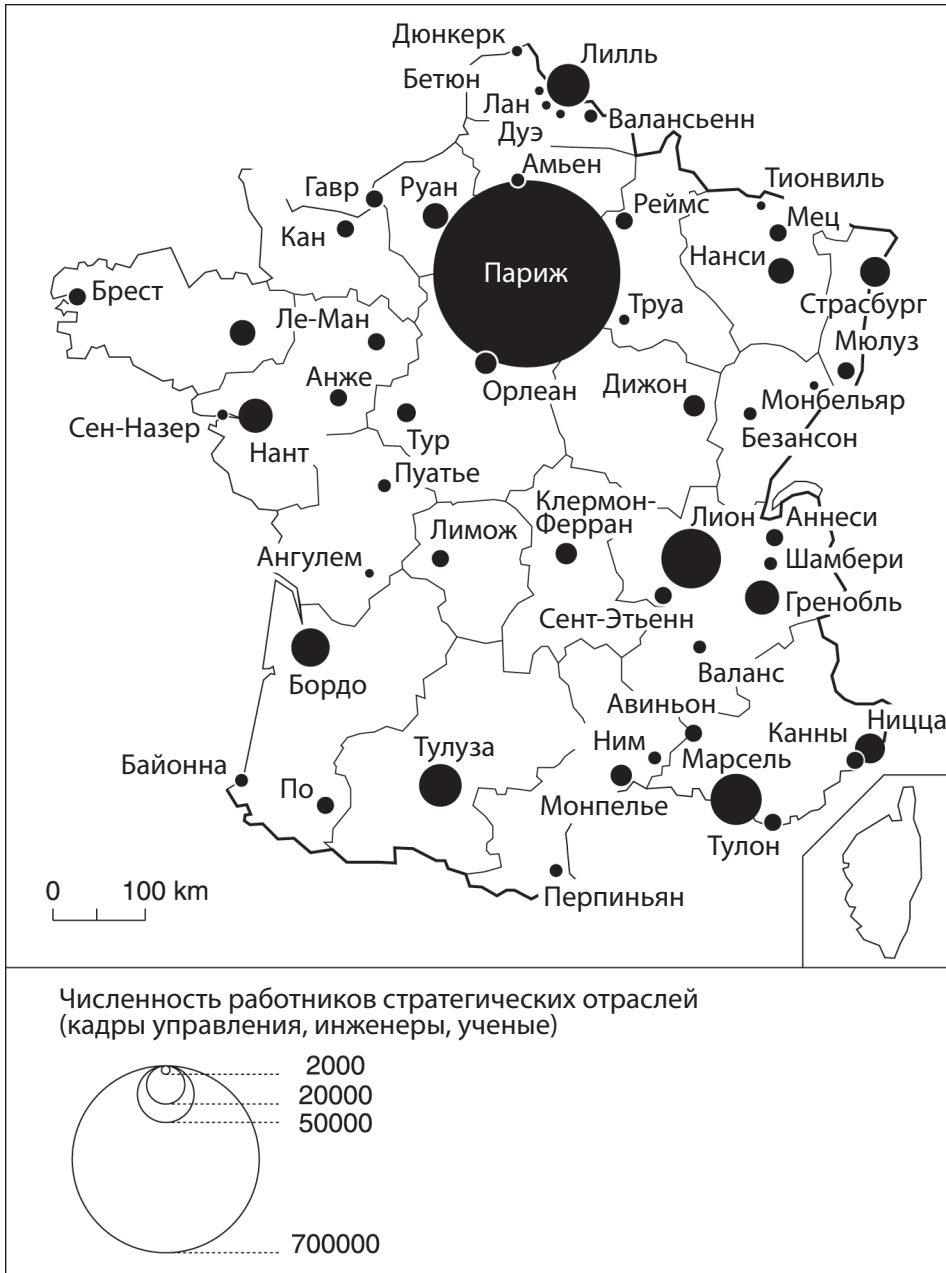 Дюнкерк
Лилль
Бетюн
Лан
Валансьенн
Дуэ
Амьен
Тионвиль
Гавр
Руан
Реймс
Мец
Кан
Нанси
Париж
Брест
Страсбург
Ле-Ман
Труа
Мюлуз
Анже
Орлеан
Дижон
Монбельяр
Сен-Назер
Безансон
Нант
Тур
Пуатье
Клермон-
Ферран
Лион
Аннеси
Лимож
Ангулем
Шамбери
Гренобль
Сент-Этьенн
Валанс
Бордо
Авиньон
Ницца
Канны
Тулуза
Ним
Марсель
Байонна
По
Монпелье
Тулон
Перпиньян
0 100 km
Численность работников стратегических отраслей
(кадры управления, инженеры, ученые)
2000
20000
50000
700000